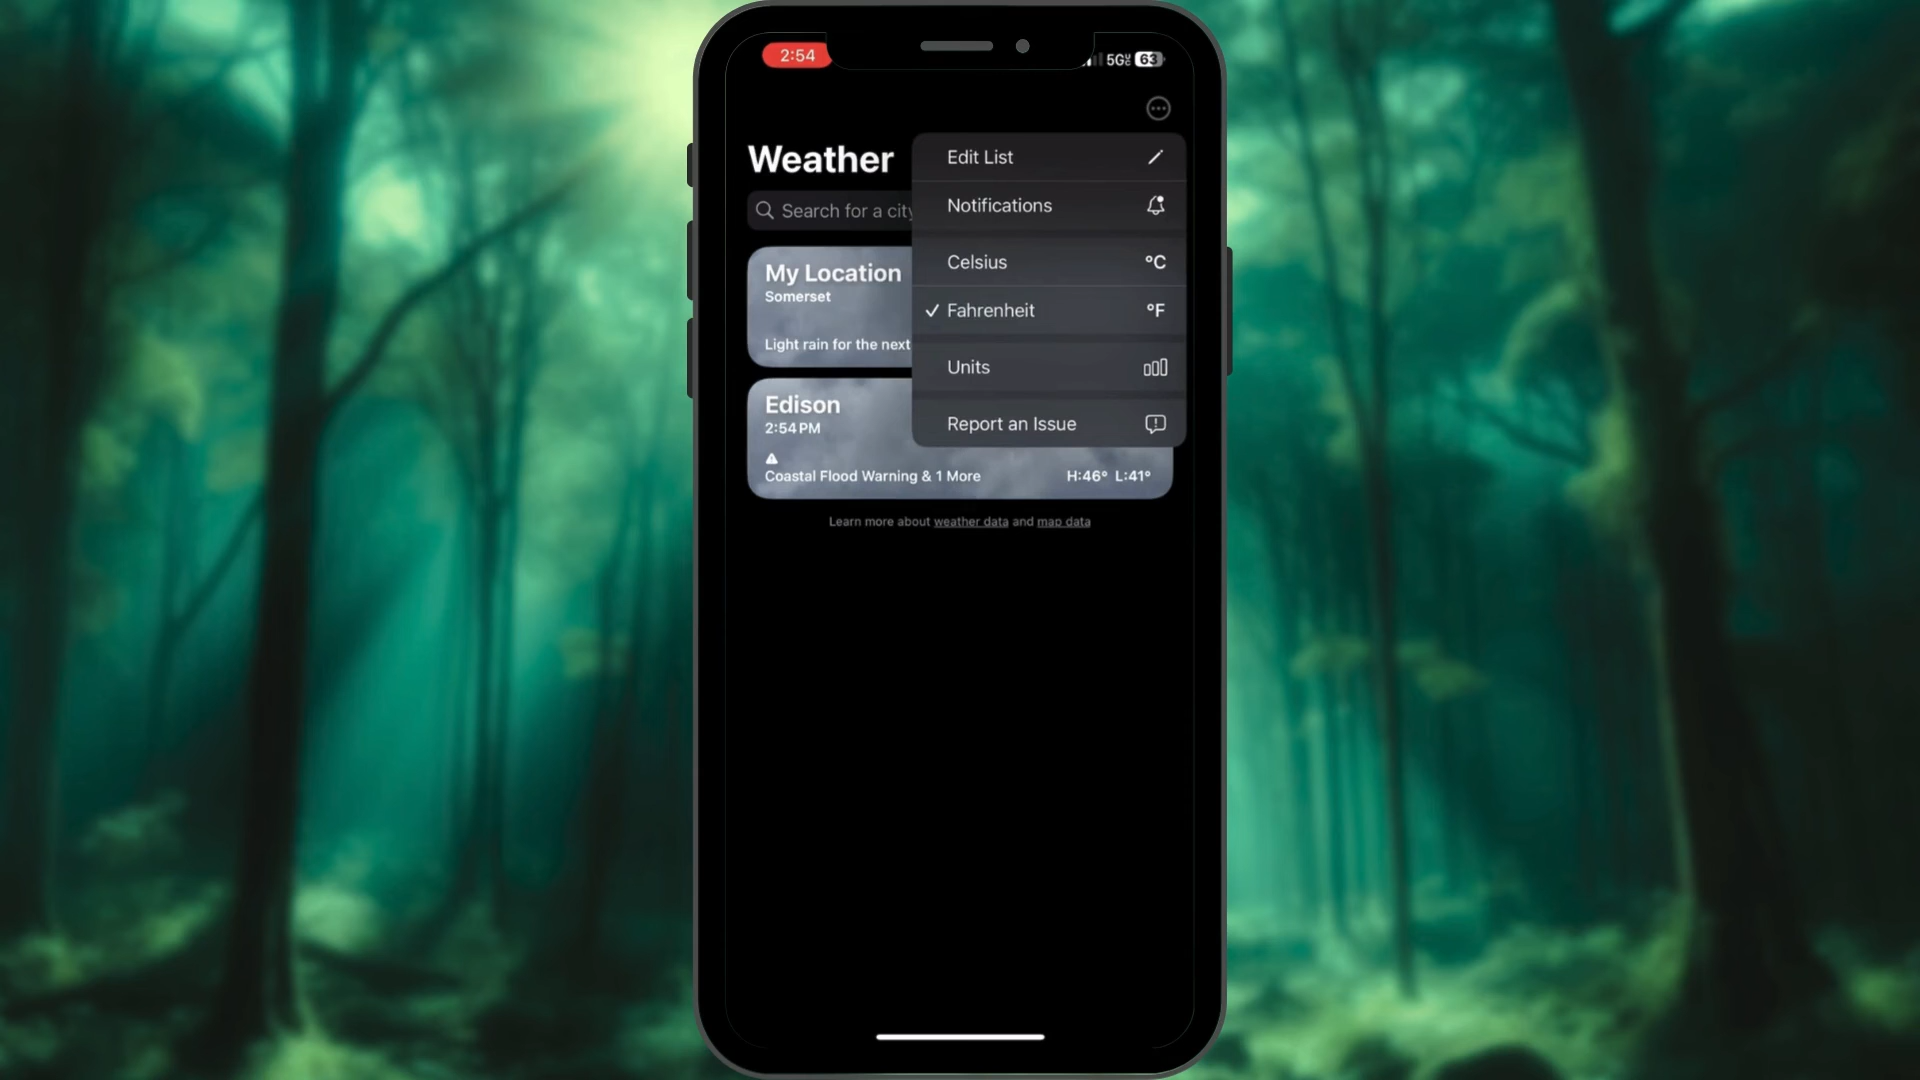 2:54
5G
63
Weather
Edit List
Notifications
Search for a city
Celsius °C
My Location
Somerset
✓ Fahrenheit °F
Light rain for the next
Units
Edison
2:54 PM
Report an Issue
Coastal Flood Warning & 1 More H:46° L:41°
Learn more about weather data and map data